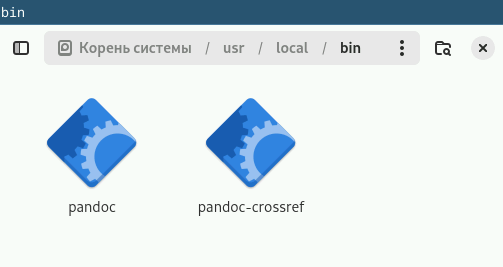 bin
Корень системы / usr / local / bin
pandoc
pandoc-crossref